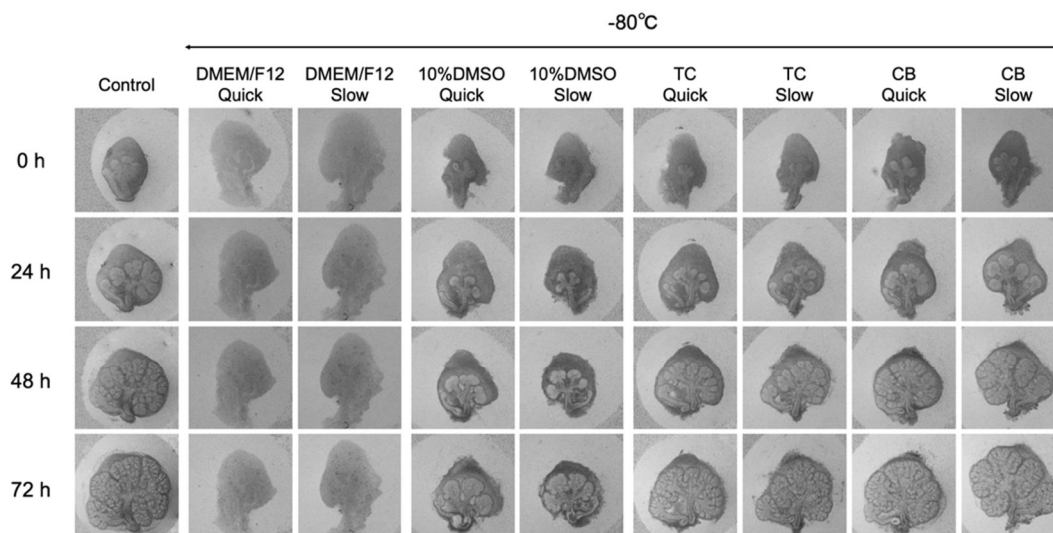 -80°C
Control
DMEM/F12 Quick
DMEM/F12 Slow
10%DMSO Quick
10%DMSO Slow
TC Quick
TC Slow
CB Quick
CB Slow
0 h
24 h
48 h
72 h